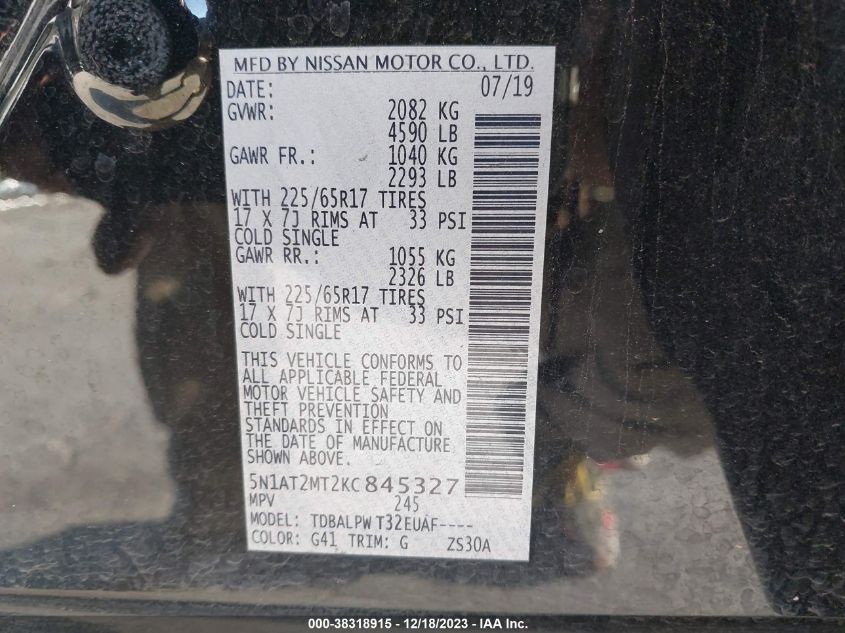 MFD BY NISSAN MOTOR CO., LTD.
DATE: 07/19
GVWR: 2082 KG
4590 LB
GAWR FR.: 1040 KG
2293 LB
WITH 225/65R17 TIRES
17 X 7J RIMS AT 33 PSI
COLD SINGLE
GAWR RR.: 1055 KG
2326 LB
WITH 225/65R17 TIRES
17 X 7J RIMS AT 33 PSI
COLD SINGLE
THIS VEHICLE CONFORMS TO
ALL APPLICABLE FEDERAL
MOTOR VEHICLE SAFETY AND
THEFT PREVENTION
STANDARDS IN EFFECT ON
THE DATE OF MANUFACTURE
SHOWN ABOVE.
5N1AT2MT2KC845327
MPV 245
MODEL: TDBALPW T32EUAF----
COLOR: G41 TRIM: G ZS30A
000-38318915 - 12/18/2023 - IAA Inc.